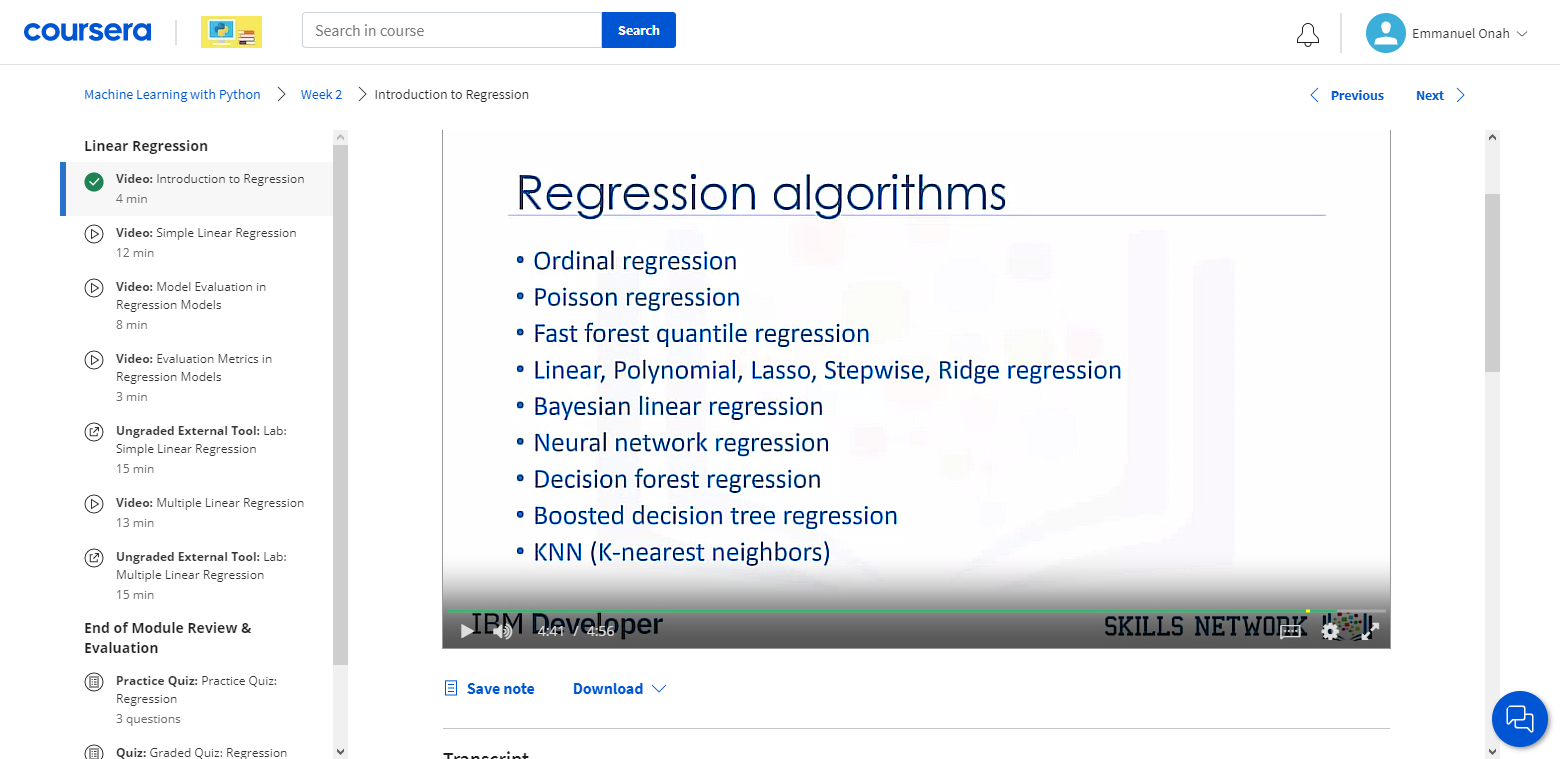 coursera
Search in course
Search
Emmanuel Onah
Machine Learning with Python
Week 2
Introduction to Regression
Previous
Next
Linear Regression
Video: Introduction to Regression
4 min
Video: Simple Linear Regression
12 min
Video: Model Evaluation in
Regression Models
8 min
Video: Evaluation Metrics in
Regression Models
3 min
Ungraded External Tool: Lab:
Simple Linear Regression
15 min
Video: Multiple Linear Regression
13 min
Ungraded External Tool: Lab:
Multiple Linear Regression
15 min
End of Module Review &
Evaluation
Practice Quiz: Practice Quiz:
Regression
3 questions
Quiz: Graded Quiz: Regression
Regression algorithms
• Ordinal regression
• Poisson regression
• Fast forest quantile regression
• Linear, Polynomial, Lasso, Stepwise, Ridge regression
• Bayesian linear regression
• Neural network regression
• Decision forest regression
• Boosted decision tree regression
• KNN (K-nearest neighbors)
IBM Developer
SKILLS NETWORK
4:41 / 4:56
Save note
Download
Transcript